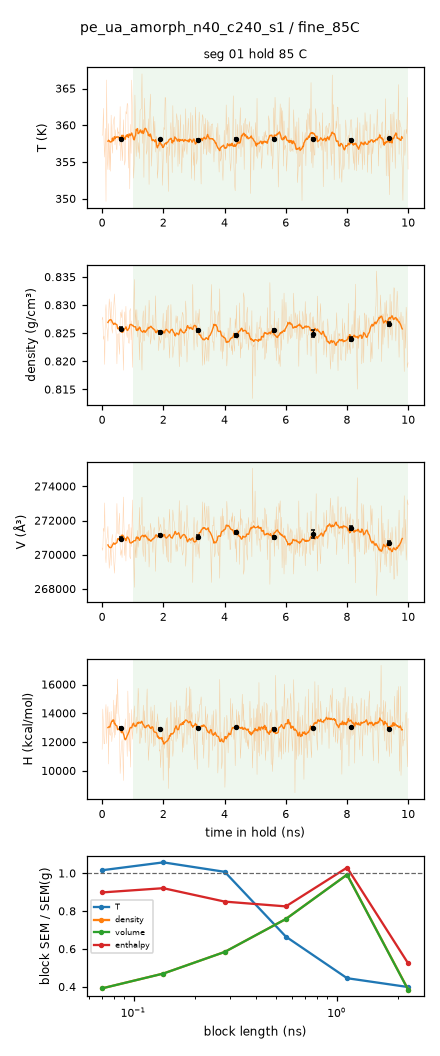 pe_ua_amorph_n40_c240_s1 / fine_85C
seg 01 hold 85 C
T (K)
365
360
355
350
0 2 4 6 8 10
density (g/cm³)
0.835
0.830
0.825
0.820
0.815
0 2 4 6 8 10
V (Å³)
274000
272000
270000
268000
0 2 4 6 8 10
H (kcal/mol)
16000
14000
12000
10000
0 2 4 6 8 10
time in hold (ns)
block SEM / SEM(g)
1.0
0.8
0.6
0.4
T
density
volume
enthalpy
10⁻¹ 10⁰
block length (ns)